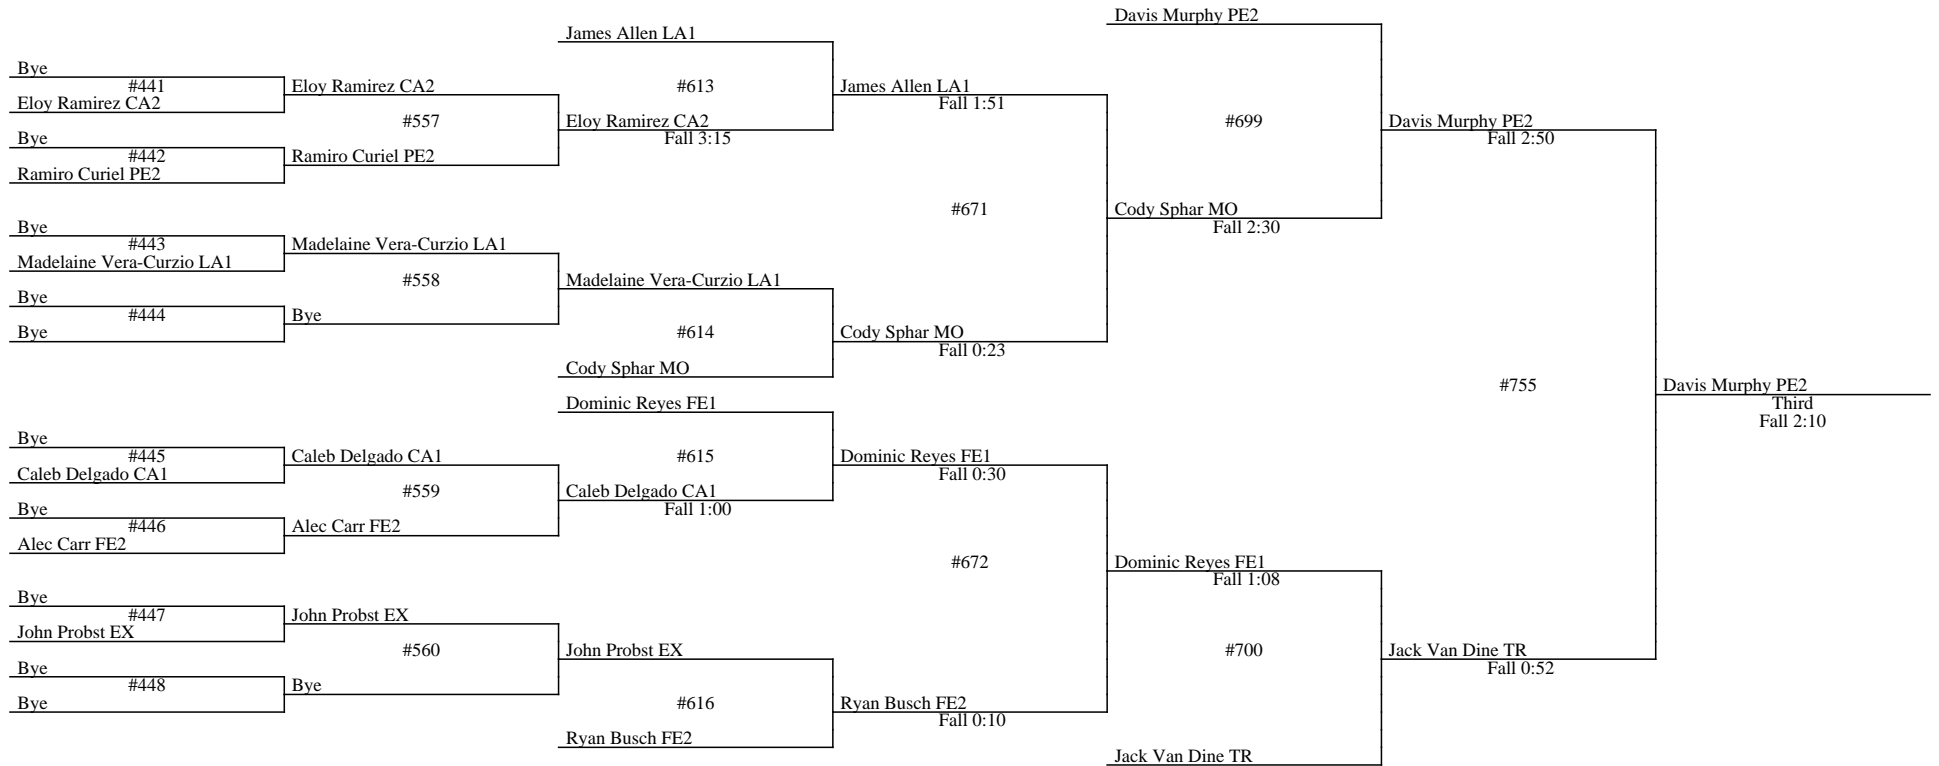 Davis Murphy PE2
James Allen LA1
Bye
#441
Eloy Ramirez CA2
Eloy Ramirez CA2
#613
James Allen LA1
Fall 1:51
#557
Eloy Ramirez CA2
Fall 3:15
#699
Davis Murphy PE2
Fall 2:50
Bye
#442
Ramiro Curiel PE2
Ramiro Curiel PE2
#671
Cody Sphar MO
Fall 2:30
Bye
#443
Madelaine Vera-Curzio LA1
Madelaine Vera-Curzio LA1
#558
Madelaine Vera-Curzio LA1
Bye
#444
Bye
Bye
#614
Cody Sphar MO
Fall 0:23
Cody Sphar MO
#755
Davis Murphy PE2
Third
Fall 2:10
Dominic Reyes FE1
Bye
#445
Caleb Delgado CA1
Caleb Delgado CA1
#615
Dominic Reyes FE1
Fall 0:30
#559
Caleb Delgado CA1
Fall 1:00
Bye
#446
Alec Carr FE2
Alec Carr FE2
#672
Dominic Reyes FE1
Fall 1:08
Bye
#447
John Probst EX
John Probst EX
#560
John Probst EX
#700
Jack Van Dine TR
Fall 0:52
Bye
#448
Bye
Bye
#616
Ryan Busch FE2
Fall 0:10
Ryan Busch FE2
Jack Van Dine TR